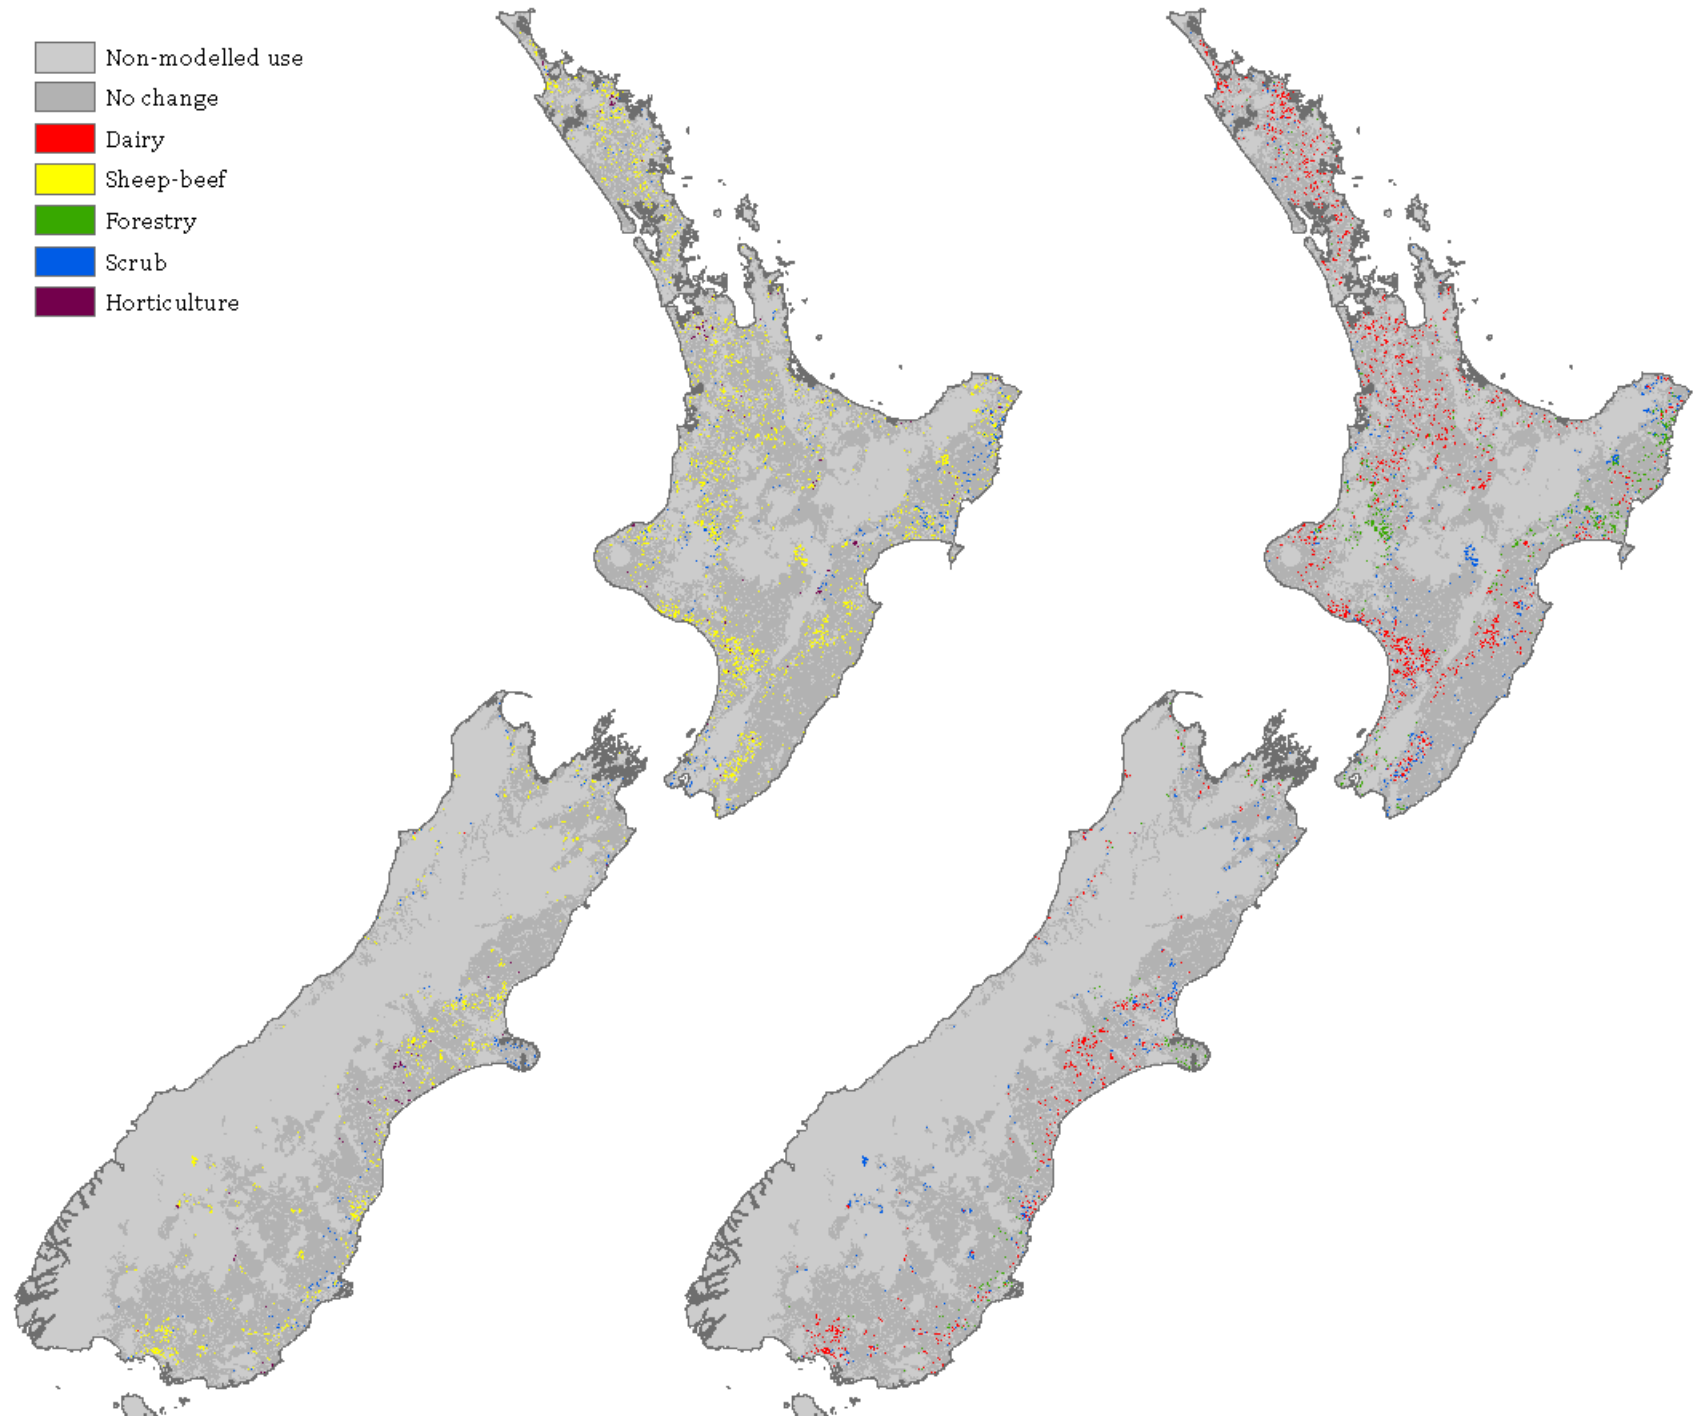 Non-modelled use
No change
Dairy
Sheep-beef
Forestry
Scrub
Horticulture